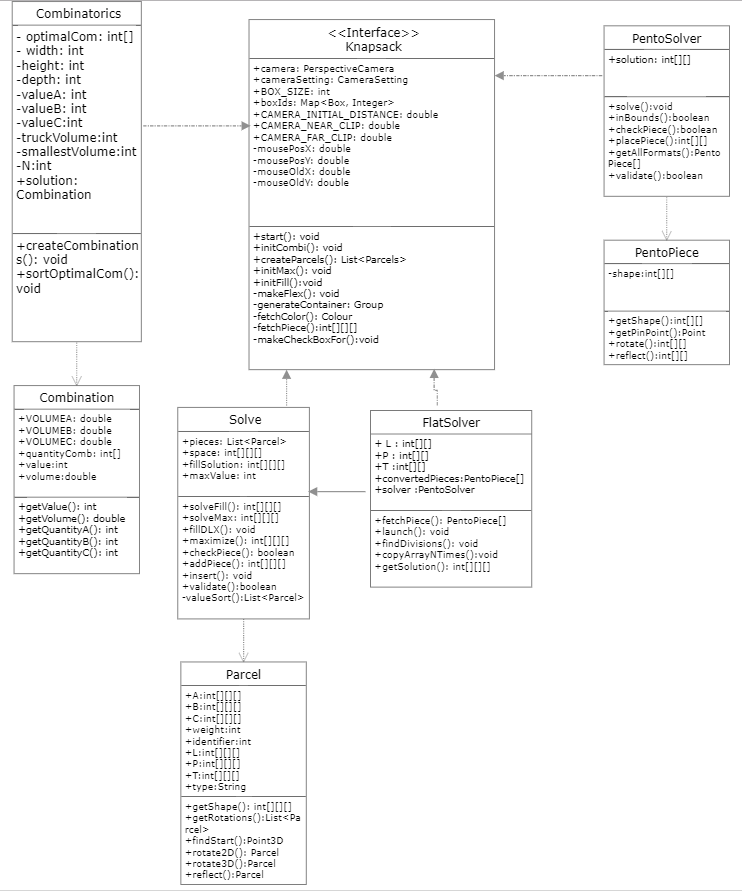 Combinatorics
- optimalCom: int[]
- width: int
-height: int
-depth: int
-valueA: int
-valueB: int
-valueC:int
-truckVolume:int
-smallestVolume:int
-N:int
+solution:
Combination
+createCombination
s(): void
+sortOptimalCom():
void
<<Interface>>
Knapsack
+camera: PerspectiveCamera
+cameraSetting: CameraSetting
+BOX_SIZE: int
+boxIds: Map<Box, Integer>
+CAMERA_INITIAL_DISTANCE: double
+CAMERA_NEAR_CLIP: double
+CAMERA_FAR_CLIP: double
-mousePosX: double
-mousePosY: double
-mouseOldX: double
-mouseOldY: double
+start(): void
+initCombi(): void
+createParcels(): List<Parcels>
+initMax(): void
+initFill():void
-makeFlex(): void
-generateContainer: Group
-fetchColor(): Colour
-fetchPiece():int[][][]
-makeCheckBoxFor():void
PentoSolver
+solution: int[][]
+solve():void
+inBounds():boolean
+checkPiece():boolean
+placePiece():int[][]
+getAllFormats():Pento
Piece[]
+validate():boolean
PentoPiece
-shape:int[][]
+getShape():int[][]
+getPinPoint():Point
+rotate():int[][]
+reflect():int[][]
Combination
+VOLUMEA: double
+VOLUMEB: double
+VOLUMEC: double
+quantityComb: int[]
+value:int
+volume:double
+getValue(): int
+getVolume(): double
+getQuantityA(): int
+getQuantityB(): int
+getQuantityC(): int
Solve
+pieces: List<Parcel>
+space: int[][][]
+fillSolution: int[][][]
+maxValue: int
+solveFill(): int[][][]
+solveMax: int[][][]
+fillDLX(): void
+maximize(): int[][][]
+checkPiece(): boolean
+addPiece(): int[][][]
+insert(): void
+validate():boolean
-valueSort():List<Parcel>
FlatSolver
+ L : int[][]
+P : int[][]
+T :int[][]
+convertedPieces:PentoPiece[]
+solver :PentoSolver
+fetchPiece(): PentoPiece[]
+launch(): void
+findDivisions(): void
+copyArrayNTimes():void
+getSolution(): int[][][]
Parcel
+A:int[][][]
+B:int[][][]
+C:int[][][]
+weight:int
+identifier:int
+L:int[][][]
+P:int[][][]
+T:int[][][]
+type:String
+getShape(): int[][][]
+getRotations():List<Pa
rcel>
+findStart():Point3D
+rotate2D(): Parcel
+rotate3D():Parcel
+reflect():Parcel